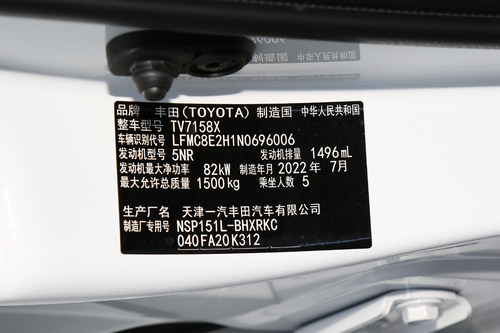 品牌 丰田(TOYOTA) 制造国 中华人民共和国
整车型号 TV7158X
车辆识别代号 LFMC8E2H1N0696006
发动机型号 5NR 发动机排量 1496mL
发动机最大净功率 82kW 制造年月 2022 年 7月
最大允许总质量 1500kg 乘坐人数 5
生产厂名 天津一汽丰田汽车有限公司
制造厂专用号 NSP151L-BHXRKC
040FA20K312